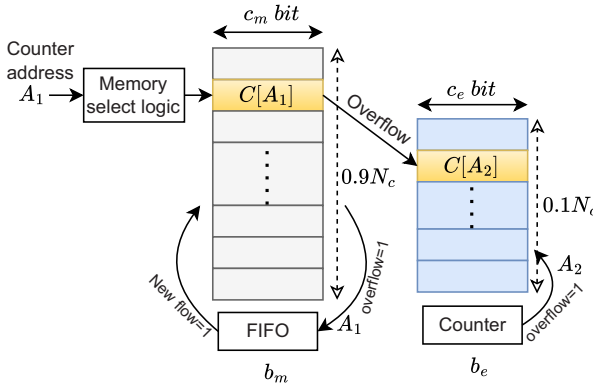 c_m bit
Counter
address
A_1
Memory
select logic
C[A_1]
Overflow
c_e bit
C[A_2]
0.9N_c
0.1N_c
New flow=1
overflow=1
A_1
FIFO
b_m
A_2
overflow=1
Counter
b_e